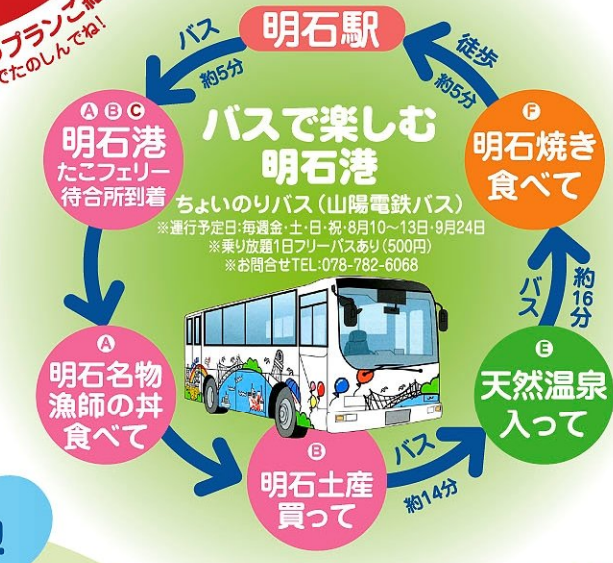 プランご
でたのしんでね!
明石駅
バス
約5分
徒歩
約5分
A B C
明石港
たこフェリー
待合所到着
バスで楽しむ
明石港
ちょいのりバス(山陽電鉄バス)
※運行予定日:毎週金・土・日・祝・8月10〜13日・9月24日
※乗り放題1日フリーパスあり(500円)
※お問合せTEL:078-782-6068
F
明石焼き
食べて
バス
約16分
A
明石名物
漁師の丼
食べて
E
天然温泉
入って
B
明石土産
買って
バス
約14分
!